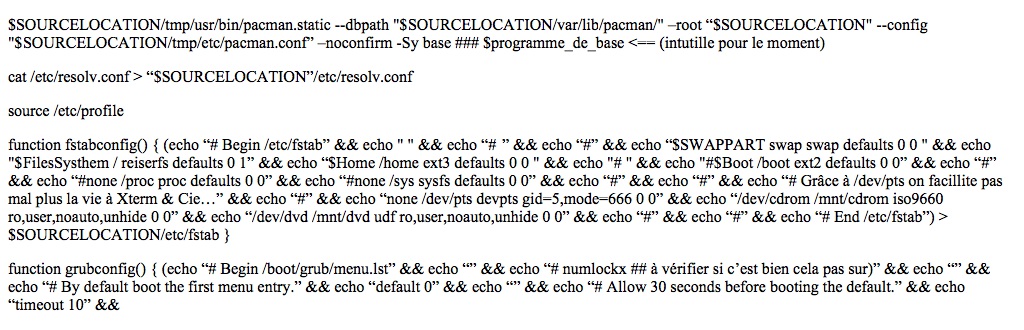 $SOURCELOCATION/tmp/usr/bin/pacman.static --dbpath "$SOURCELOCATION/var/lib/pacman/" –root “$SOURCELOCATION" --config
"$SOURCELOCATION/tmp/etc/pacman.conf” –noconfirm -Sy base ### $programme_de_base <== (intutille pour le moment)
cat /etc/resolv.conf > “$SOURCELOCATION”/etc/resolv.conf
source /etc/profile
function fstabconfig() { (echo “# Begin /etc/fstab” && echo " " && echo “# ” && echo “#” && echo “$SWAPPART swap swap defaults 0 0 " && echo
"$FilesSysthem / reiserfs defaults 0 1” && echo “$Home /home ext3 defaults 0 0 " && echo "# " && echo "#$Boot /boot ext2 defaults 0 0” && echo “#”
&& echo “#none /proc proc defaults 0 0” && echo “#none /sys sysfs defaults 0 0” && echo “#” && echo “#” && echo “# Grâce à /dev/pts on facillite pas
mal plus la vie à Xterm & Cie…” && echo “#” && echo “none /dev/pts devpts gid=5,mode=666 0 0” && echo “/dev/cdrom /mnt/cdrom iso9660
ro,user,noauto,unhide 0 0” && echo “/dev/dvd /mnt/dvd udf ro,user,noauto,unhide 0 0” && echo “#” && echo “#” && echo “# End /etc/fstab”) >
$SOURCELOCATION/etc/fstab }
function grubconfig() { (echo “# Begin /boot/grub/menu.lst” && echo “” && echo “# numlockx ## à vérifier si c’est bien cela pas sur)” && echo “” &&
echo “# By default boot the first menu entry.” && echo “default 0” && echo “” && echo “# Allow 30 seconds before booting the default.” && echo
“timeout 10” &&